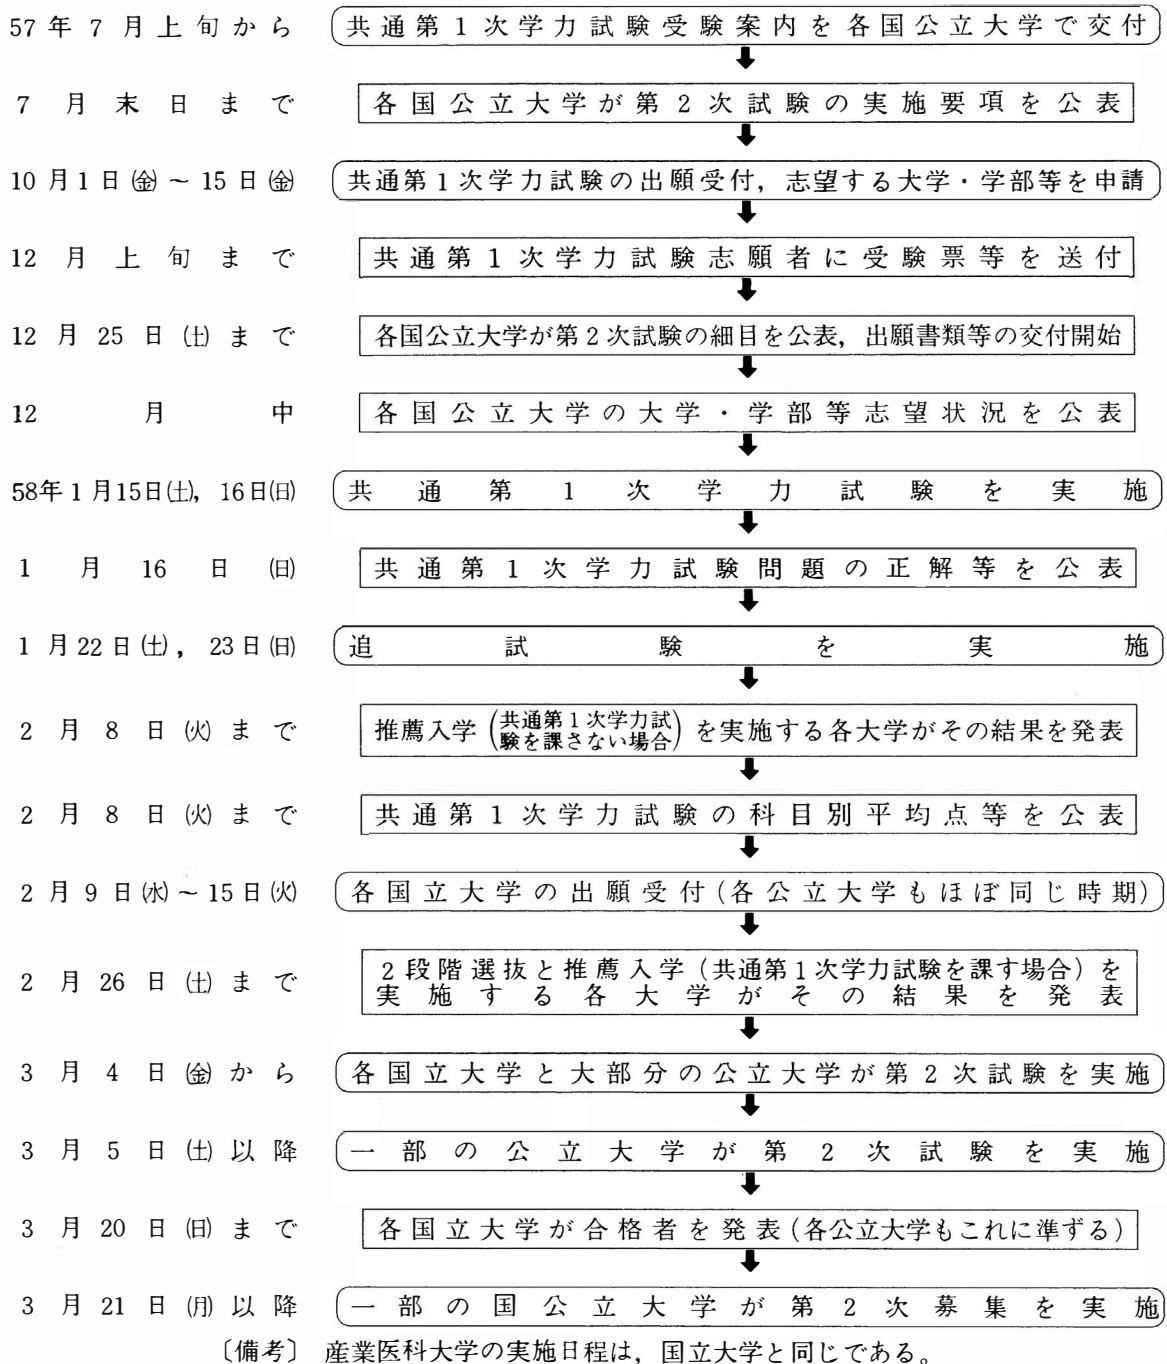 57年7月上旬から 共通第1次学力試験受験案内を各国公立大学で交付
7月末日まで 各国公立大学が第2次試験の実施要項を公表
10月1日㈮～15日㈮ 共通第1次学力試験の出願受付，志望する大学・学部等を申請
12月上旬まで 共通第1次学力試験志願者に受験票等を送付
12月25日㈯まで 各国公立大学が第2次試験の細目を公表，出願書類等の交付開始
12月中 各国公立大学の大学・学部等志望状況を公表
58年1月15日㈯，16日㈰ 共通第1次学力試験を実施
1月16日㈰ 共通第1次学力試験問題の正解等を公表
1月22日㈯，23日㈰ 追試験を実施
2月8日㈫まで 推薦入学（共通第1次学力試験を課さない場合）を実施する各大学がその結果を発表
2月8日㈫まで 共通第1次学力試験の科目別平均点等を公表
2月9日㈬～15日㈫ 各国立大学の出願受付（各公立大学もほぼ同じ時期）
2月26日㈯まで 2段階選抜と推薦入学（共通第1次学力試験を課す場合）を
実施する各大学がその結果を発表
3月4日㈮から 各国立大学と大部分の公立大学が第2次試験を実施
3月5日㈯以降 一部の公立大学が第2次試験を実施
3月20日㈰まで 各国立大学が合格者を発表（各公立大学もこれに準ずる）
3月21日㈪以降 一部の国公立大学が第2次募集を実施
〔備考〕 産業医科大学の実施日程は，国立大学と同じである。